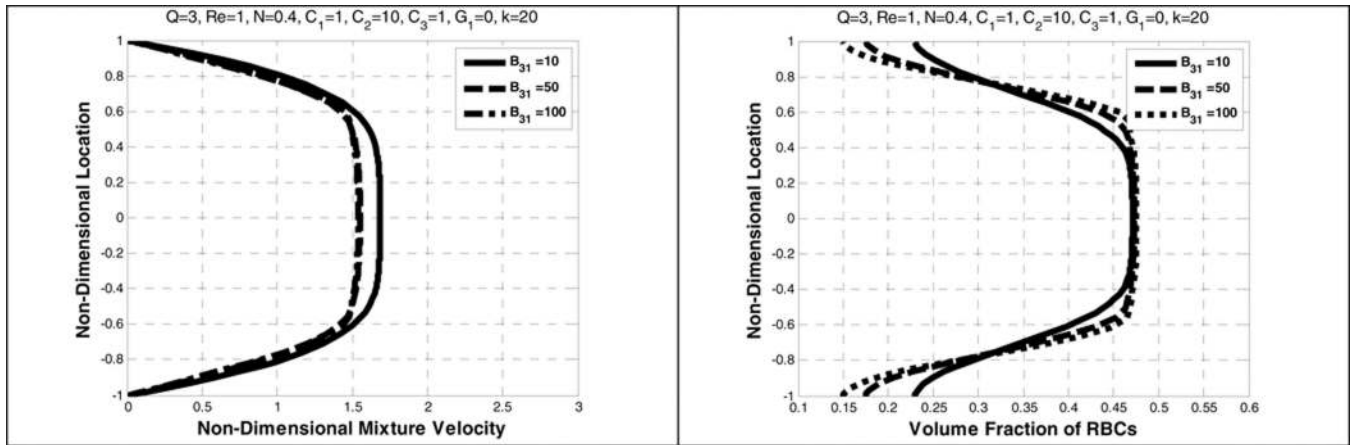 Q=3, Re=1, N=0.4, C₁=1, C₂=10, C₃=1, G₁=0, k=20
B₃₁ =10
B₃₁ =50
B₃₁ =100
Non-Dimensional Location
1
0.8
0.6
0.4
0.2
0
-0.2
-0.4
-0.6
-0.8
-1
0 0.5 1 1.5 2 2.5 3
Non-Dimensional Mixture Velocity
Q=3, Re=1, N=0.4, C₁=1, C₂=10, C₃=1, G₁=0, k=20
B₃₁ =10
B₃₁ =50
B₃₁ =100
Non-Dimensional Location
1
0.8
0.6
0.4
0.2
0
-0.2
-0.4
-0.6
-0.8
-1
0.1 0.15 0.2 0.25 0.3 0.35 0.4 0.45 0.5 0.55 0.6
Volume Fraction of RBCs